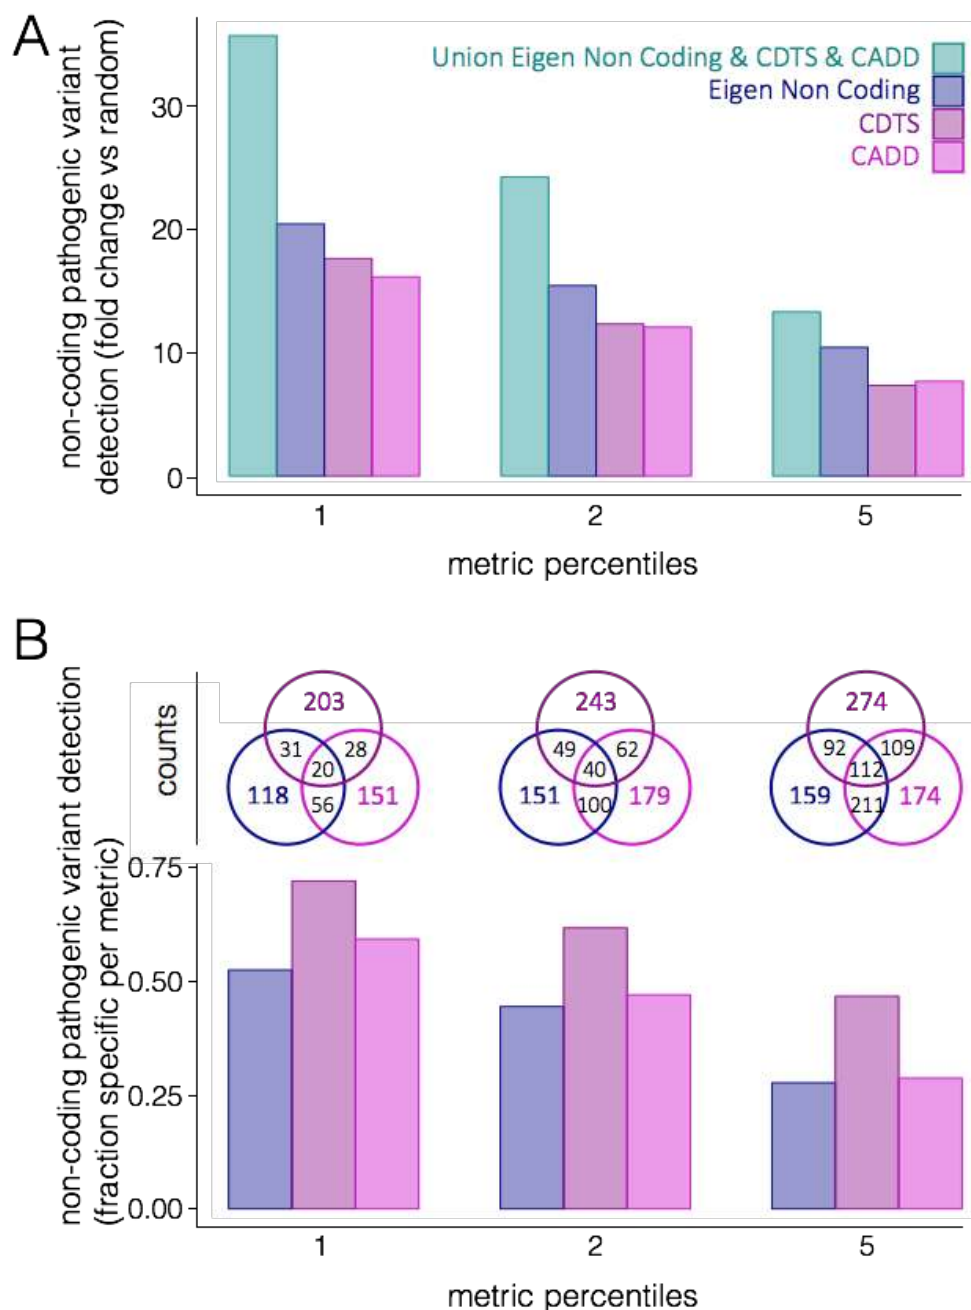 A
non-coding pathogenic variant
detection (fold change vs random)
30
20
10
0
Union Eigen Non Coding & CDTS & CADD
Eigen Non Coding
CDTS
CADD
1 2 5
metric percentiles
B
non-coding pathogenic variant detection
(fraction specific per metric)
counts
203 243 274
31 28 49 62 92 109
20 40 112
118 151 151 179 159 174
56 100 211
0.75
0.50
0.25
0.00
1 2 5
metric percentiles